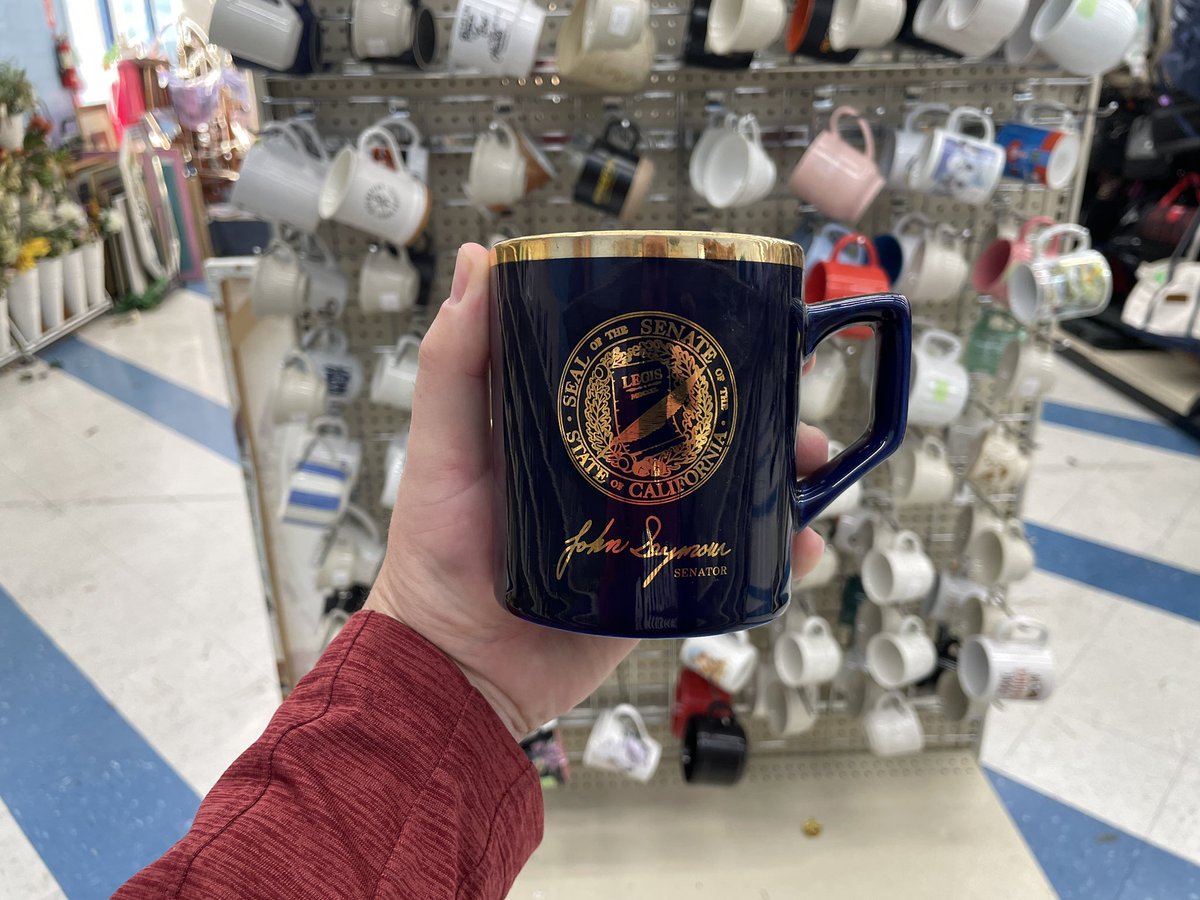 SEAL OF THE SENATE OF THE
STATE OF CALIFORNIA
LEGIS
John Seymour
SENATOR